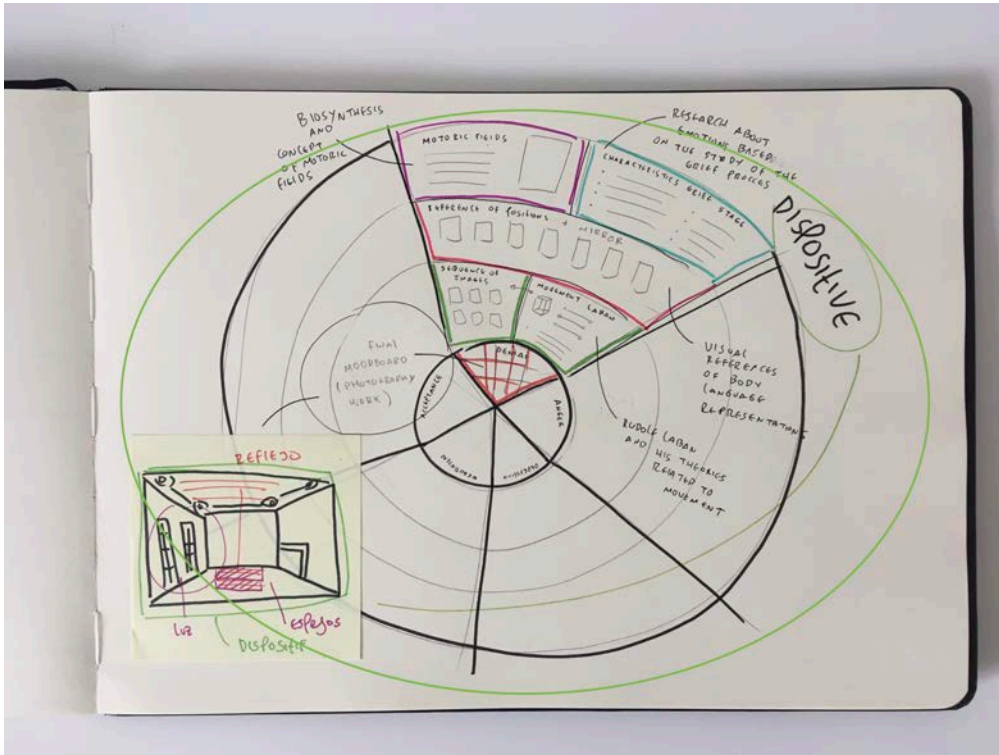 BIOSYNTHESIS
AND
CONCEPT
OF MOTORIC
FIELDS
MOTORIC FIELDS
RESEARCH ABOUT
EMOTIONS BASED
ON THE STUDY OF THE
GRIEF PROCCES
CHARACTERISTICS GRIEF STAGE
REFERENCE OF POSITIONS + MIRROR
SEQUENCE OF
IMAGES
MOVEMENT LABAN
DISPOSITIVE
DENIAL
ANGER
ACCEPTANCE
FINAL
MOODBOARD
(PHOTOGRAPHY
WORK)
VISUAL
REFERENCES
OF BODY
LANGUAGE
REPRESENTATIONS
RUDOLF LABAN
AND HIS THEORIES
RELATED TO
MOVEMENT
REFLEJO
LUZ
ESPEJOS